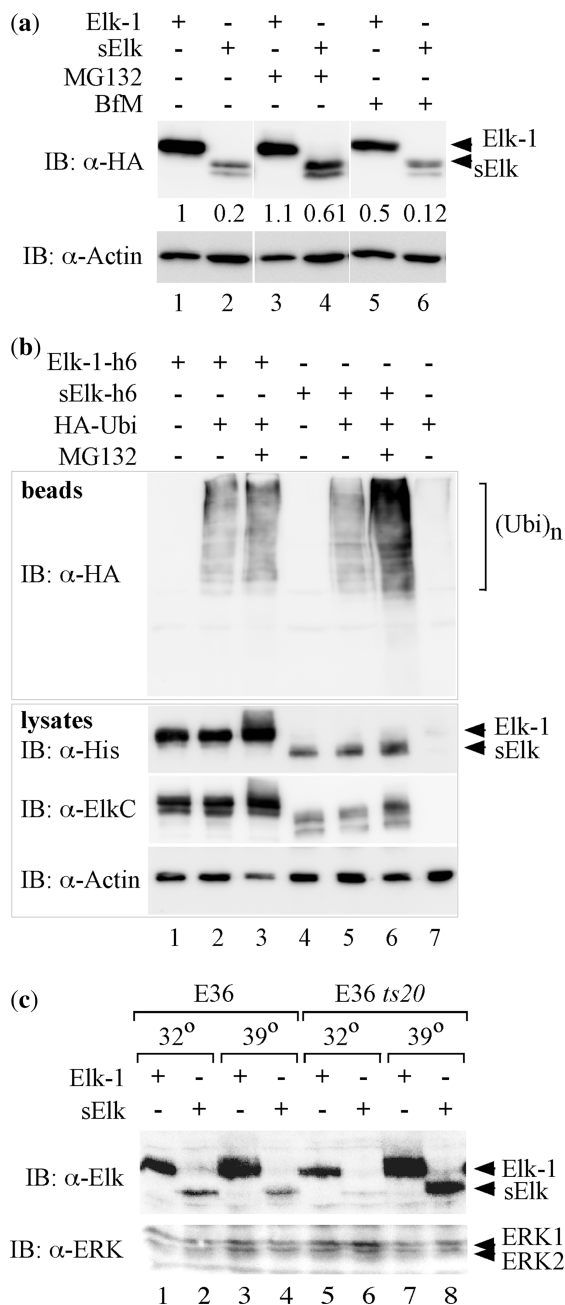 (a)
Elk-1 + - + - + -
sElk - + - + - +
MG132 - - + + - -
BfM - - - - + +
IB: α-HA
Elk-1
sElk
1 0.2 1.1 0.61 0.5 0.12
IB: α-Actin
1 2 3 4 5 6
(b)
Elk-1-h6 + + + - - - -
sElk-h6 - - - + + + -
HA-Ubi - + + - + + +
MG132 - - + - - + -
beads
(Ubi)n
IB: α-HA
lysates
Elk-1
IB: α-His
sElk
IB: α-ElkC
IB: α-Actin
1 2 3 4 5 6 7
(c)
E36 E36 ts20
32o 39o 32o 39o
Elk-1 + - + - + - + -
sElk - + - + - + - +
IB: α-Elk
Elk-1
sElk
IB: α-ERK
ERK1
ERK2
1 2 3 4 5 6 7 8